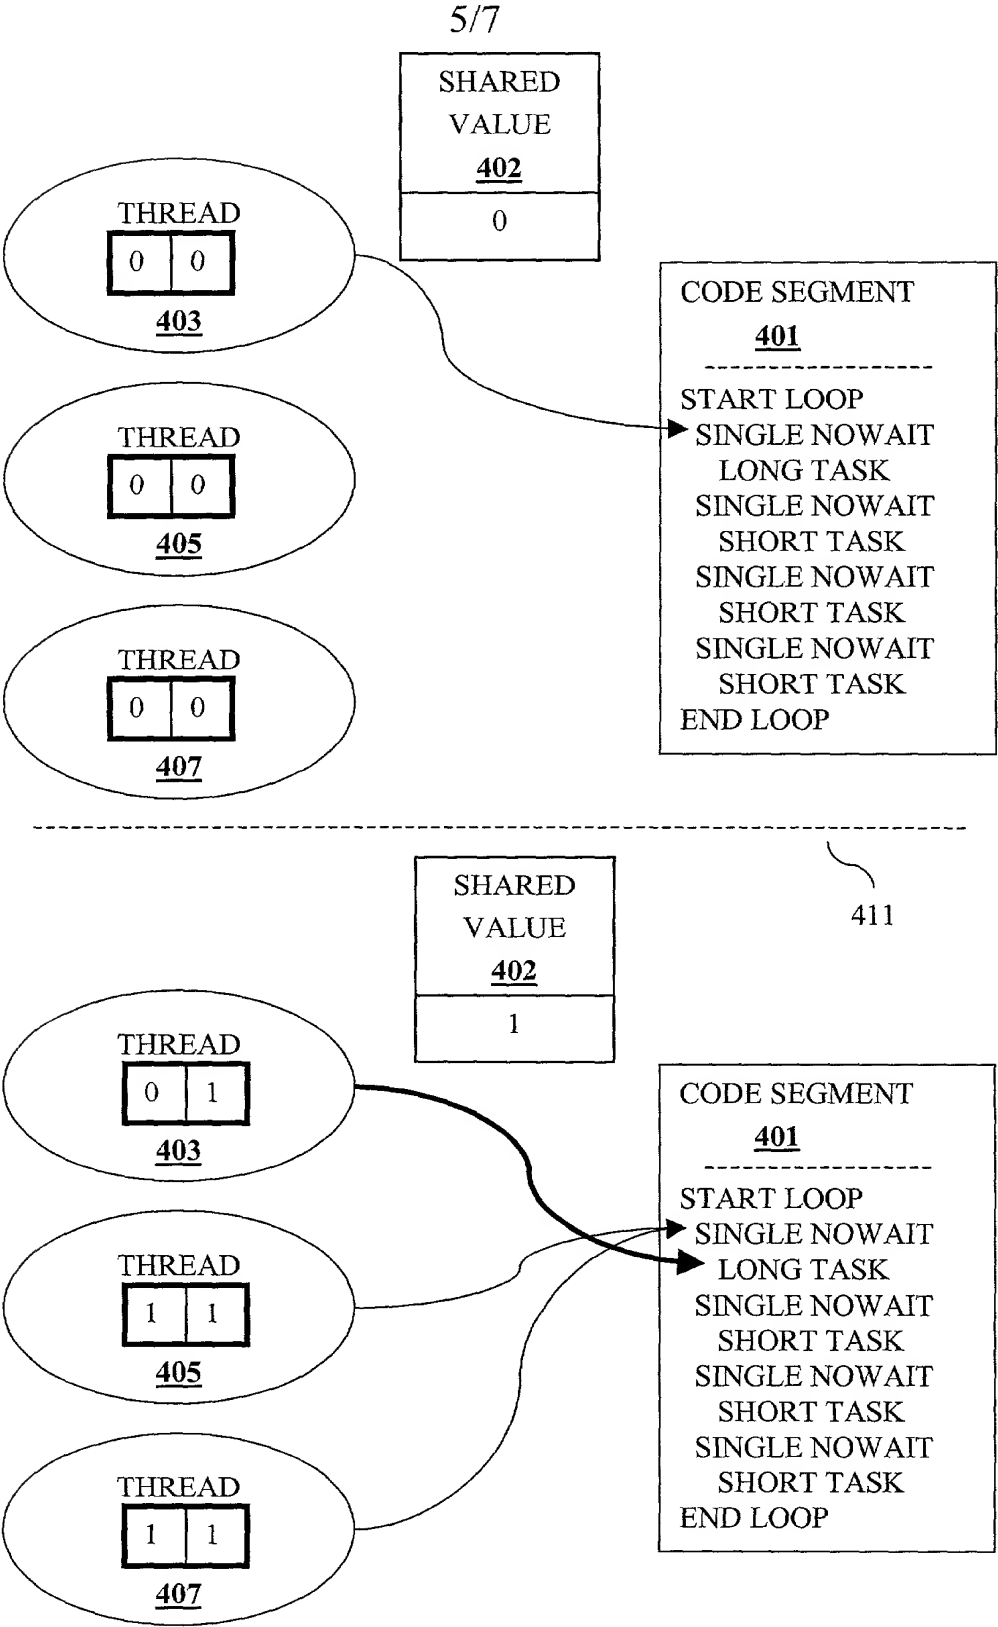 5/7
SHARED
VALUE
402
0
THREAD
0 0
403
THREAD
0 0
405
THREAD
0 0
407
CODE SEGMENT
401
START LOOP
SINGLE NOWAIT
LONG TASK
SINGLE NOWAIT
SHORT TASK
SINGLE NOWAIT
SHORT TASK
SINGLE NOWAIT
SHORT TASK
END LOOP
411
SHARED
VALUE
402
1
THREAD
0 1
403
THREAD
1 1
405
THREAD
1 1
407
CODE SEGMENT
401
START LOOP
SINGLE NOWAIT
LONG TASK
SINGLE NOWAIT
SHORT TASK
SINGLE NOWAIT
SHORT TASK
SINGLE NOWAIT
SHORT TASK
END LOOP